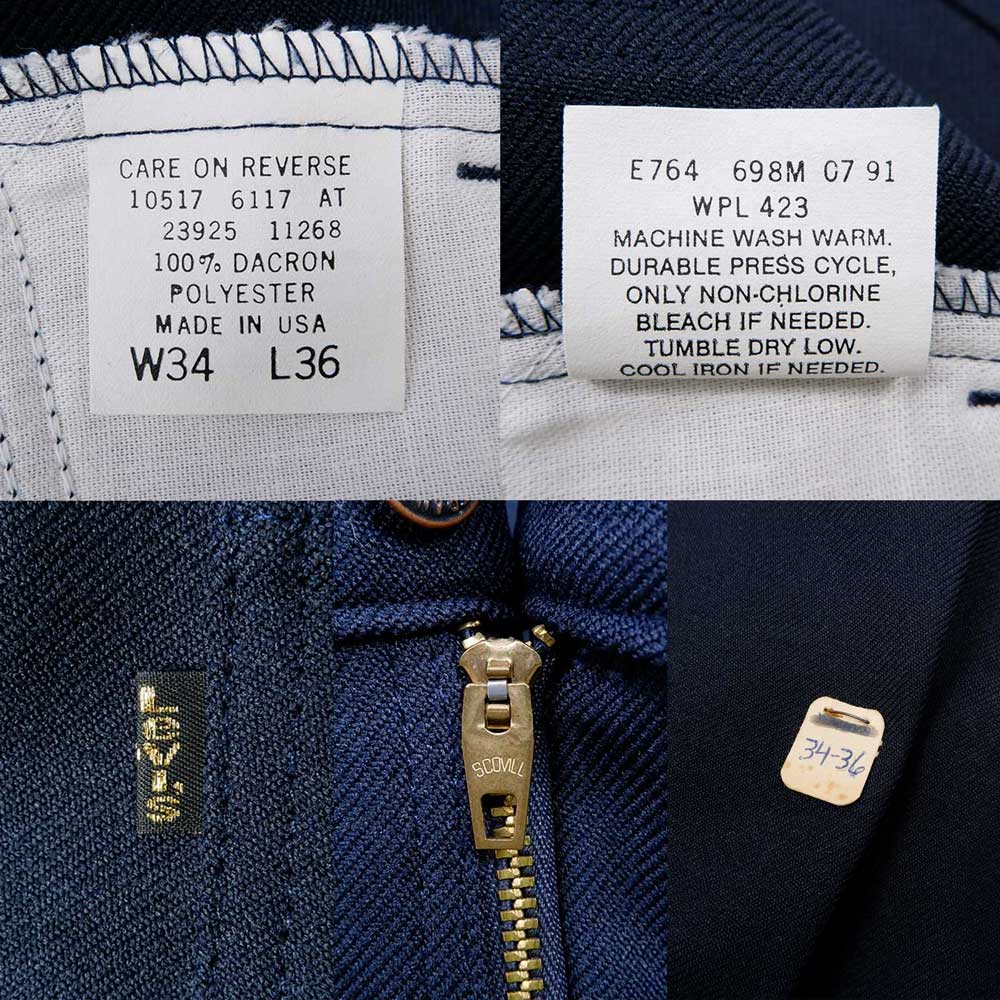 CARE ON REVERSE
10517 6117 AT
23925 11268
100% DACRON
POLYESTER
MADE IN USA
W34 L36
E764 698M 07 91
WPL 423
MACHINE WASH WARM.
DURABLE PRESS CYCLE,
ONLY NON-CHLORINE
BLEACH IF NEEDED.
TUMBLE DRY LOW.
COOL IRON IF NEEDED.
SCOVILL
34-36